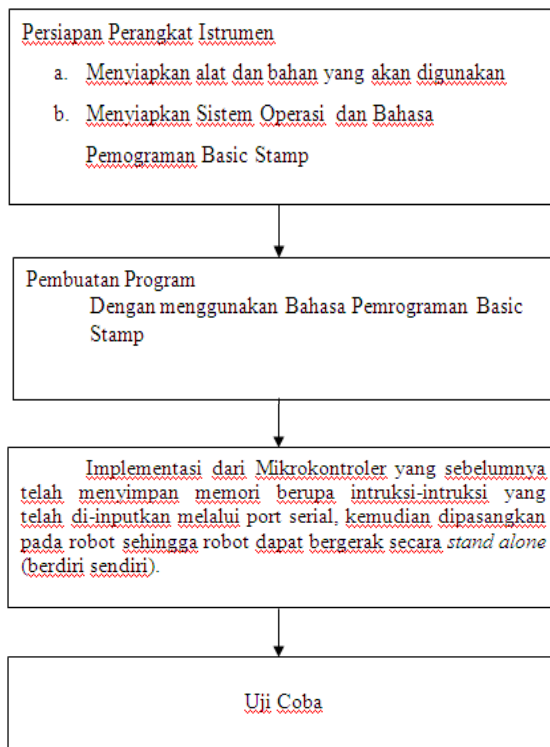 Persiapan Perangkat Istrumen
a. Menyiapkan alat dan bahan yang akan digunakan
b. Menyiapkan Sistem Operasi dan Bahasa
Pemograman Basic Stamp
Pembuatan Program
Dengan menggunakan Bahasa Pemrograman Basic
Stamp
Implementasi dari Mikrokontroler yang sebelumnya
telah menyimpan memori berupa intruksi-intruksi yang
telah di-inputkan melalui port serial, kemudian dipasangkan
pada robot sehingga robot dapat bergerak secara stand alone
(berdiri sendiri).
Uji Coba